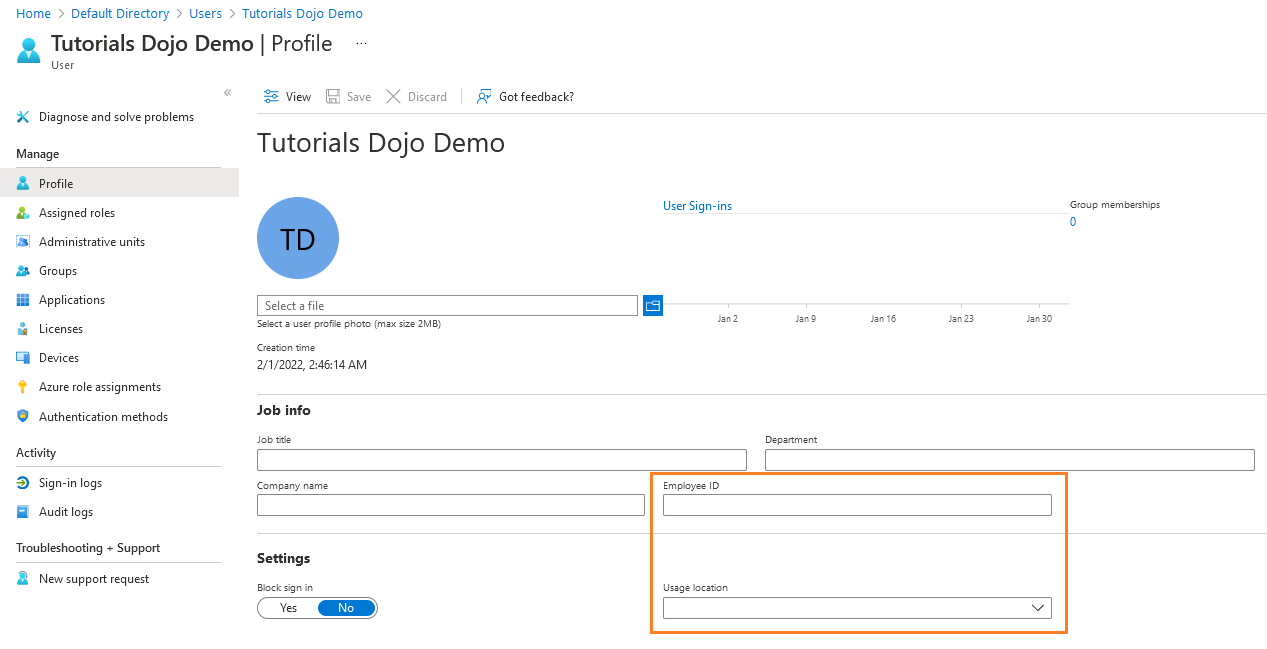 Home > Default Directory > Users > Tutorials Dojo Demo
Tutorials Dojo Demo | Profile ...
User
«
Diagnose and solve problems
Manage
Profile
Assigned roles
Administrative units
Groups
Applications
Licenses
Devices
Azure role assignments
Authentication methods
Activity
Sign-in logs
Audit logs
Troubleshooting + Support
New support request
View Save Discard Got feedback?
Tutorials Dojo Demo
TD
Select a file
Select a user profile photo (max size 2MB)
Creation time
2/1/2022, 2:46:14 AM
User Sign-ins
Jan 2 Jan 9 Jan 16 Jan 23 Jan 30
Group memberships
0
Job info
Job title Department
Company name Employee ID
Settings
Block sign in Usage location
Yes No